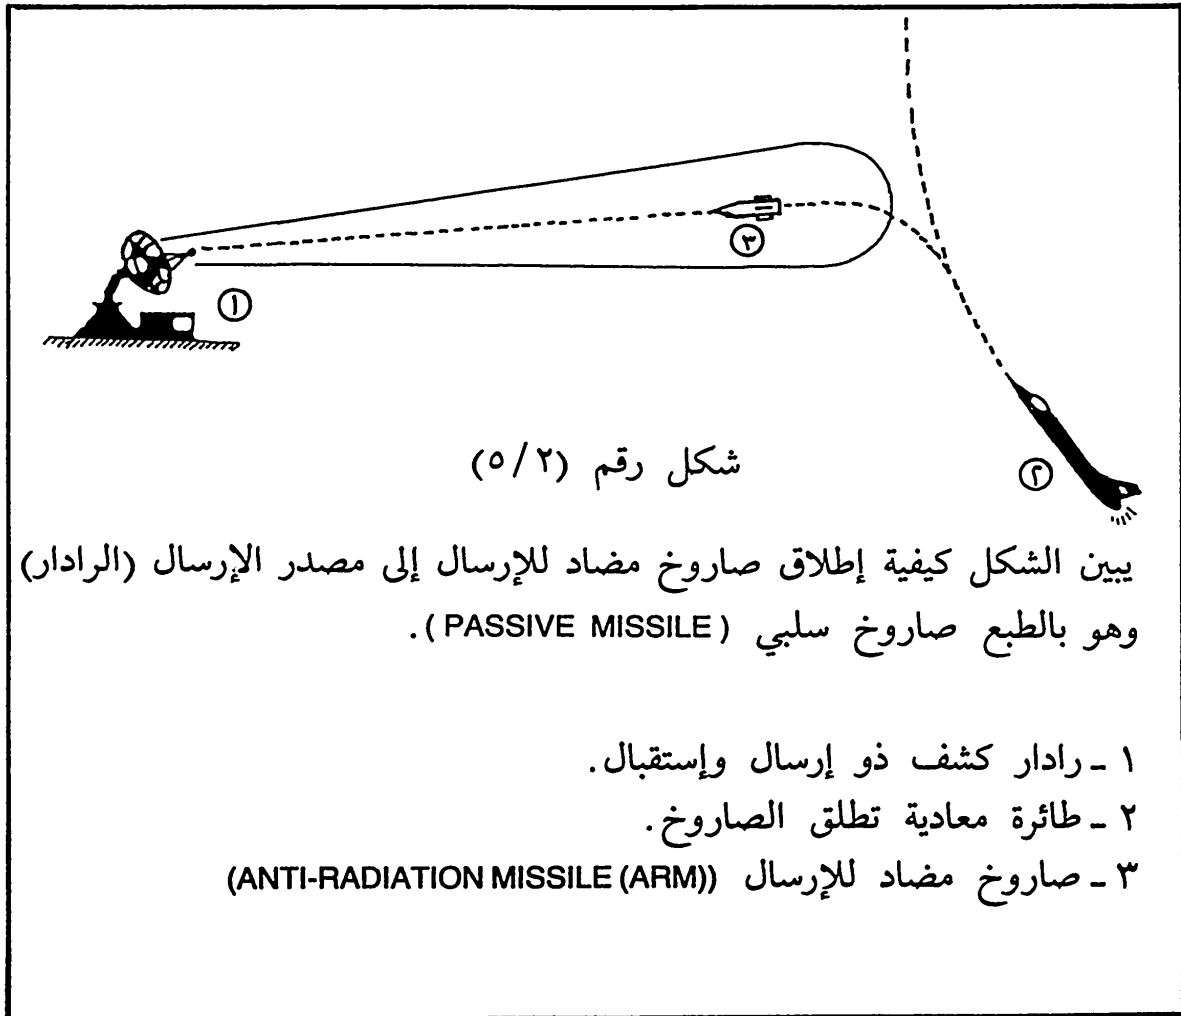 ③
①
شكل رقم (٥/٢)
②
يبين الشكل كيفية إطلاق صاروخ مضاد للإرسال إلى مصدر الإرسال (الرادار)
وهو بالطبع صاروخ سلبي (PASSIVE MISSILE).
١ ـ رادار كشف ذو إرسال وإستقبال.
٢ ـ طائرة معادية تطلق الصاروخ.
٣ ـ صاروخ مضاد للإرسال (ANTI-RADIATION MISSILE (ARM))